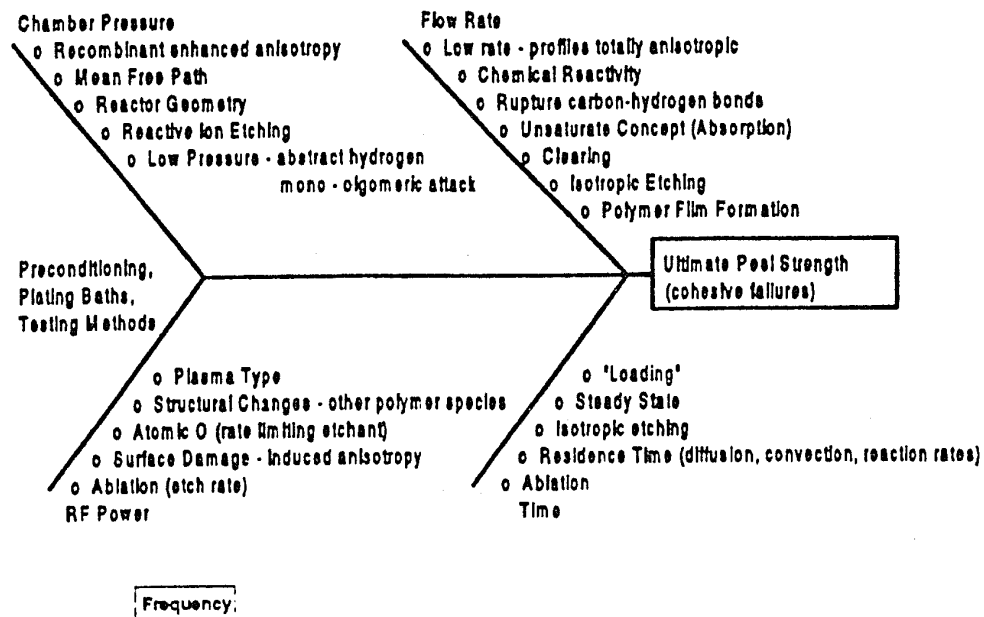 Chamber Pressure
o Recombinant enhanced anisotropy
o Mean Free Path
o Reactor Geometry
o Reactive Ion Etching
o Low Pressure - abstract hydrogen
mono - olgomeric attack
Flow Rate
o Low rate - profiles totally anisotropic
o Chemical Reactivity
o Rupture carbon-hydrogen bonds
o Unsaturate Concept (Absorption)
o Clearing
o Isotropic Etching
o Polymer Film Formation
Preconditioning,
Plating Baths,
Testing Methods
Ultimate Peel Strength
(cohesive failures)
o Plasma Type
o Structural Changes - other polymer species
o Atomic O (rate limiting etchant)
o Surface Damage - induced anisotropy
o Ablation (etch rate)
RF Power
o "Loading"
o Steady State
o Isotropic etching
o Residence Time (diffusion, convection, reaction rates)
o Ablation
Time
Frequency